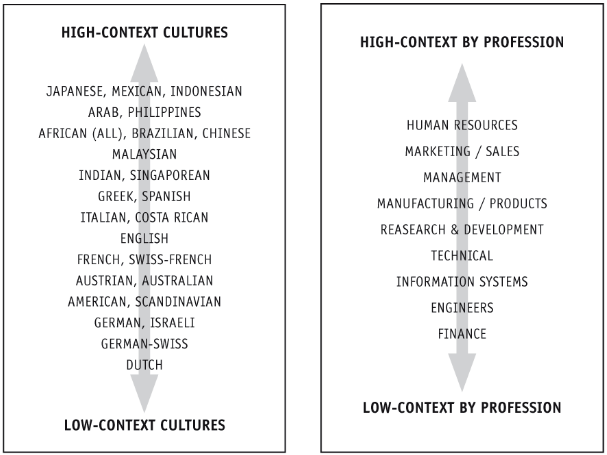 HIGH-CONTEXT CULTURES
JAPANESE, MEXICAN, INDONESIAN
ARAB, PHILIPPINES
AFRICAN (ALL), BRAZILIAN, CHINESE
MALAYSIAN
INDIAN, SINGAPOREAN
GREEK, SPANISH
ITALIAN, COSTA RICAN
ENGLISH
FRENCH, SWISS-FRENCH
AUSTRIAN, AUSTRALIAN
AMERICAN, SCANDINAVIAN
GERMAN, ISRAELI
GERMAN-SWISS
DUTCH
LOW-CONTEXT CULTURES
HIGH-CONTEXT BY PROFESSION
HUMAN RESOURCES
MARKETING / SALES
MANAGEMENT
MANUFACTURING / PRODUCTS
REASEARCH & DEVELOPMENT
TECHNICAL
INFORMATION SYSTEMS
ENGINEERS
FINANCE
LOW-CONTEXT BY PROFESSION